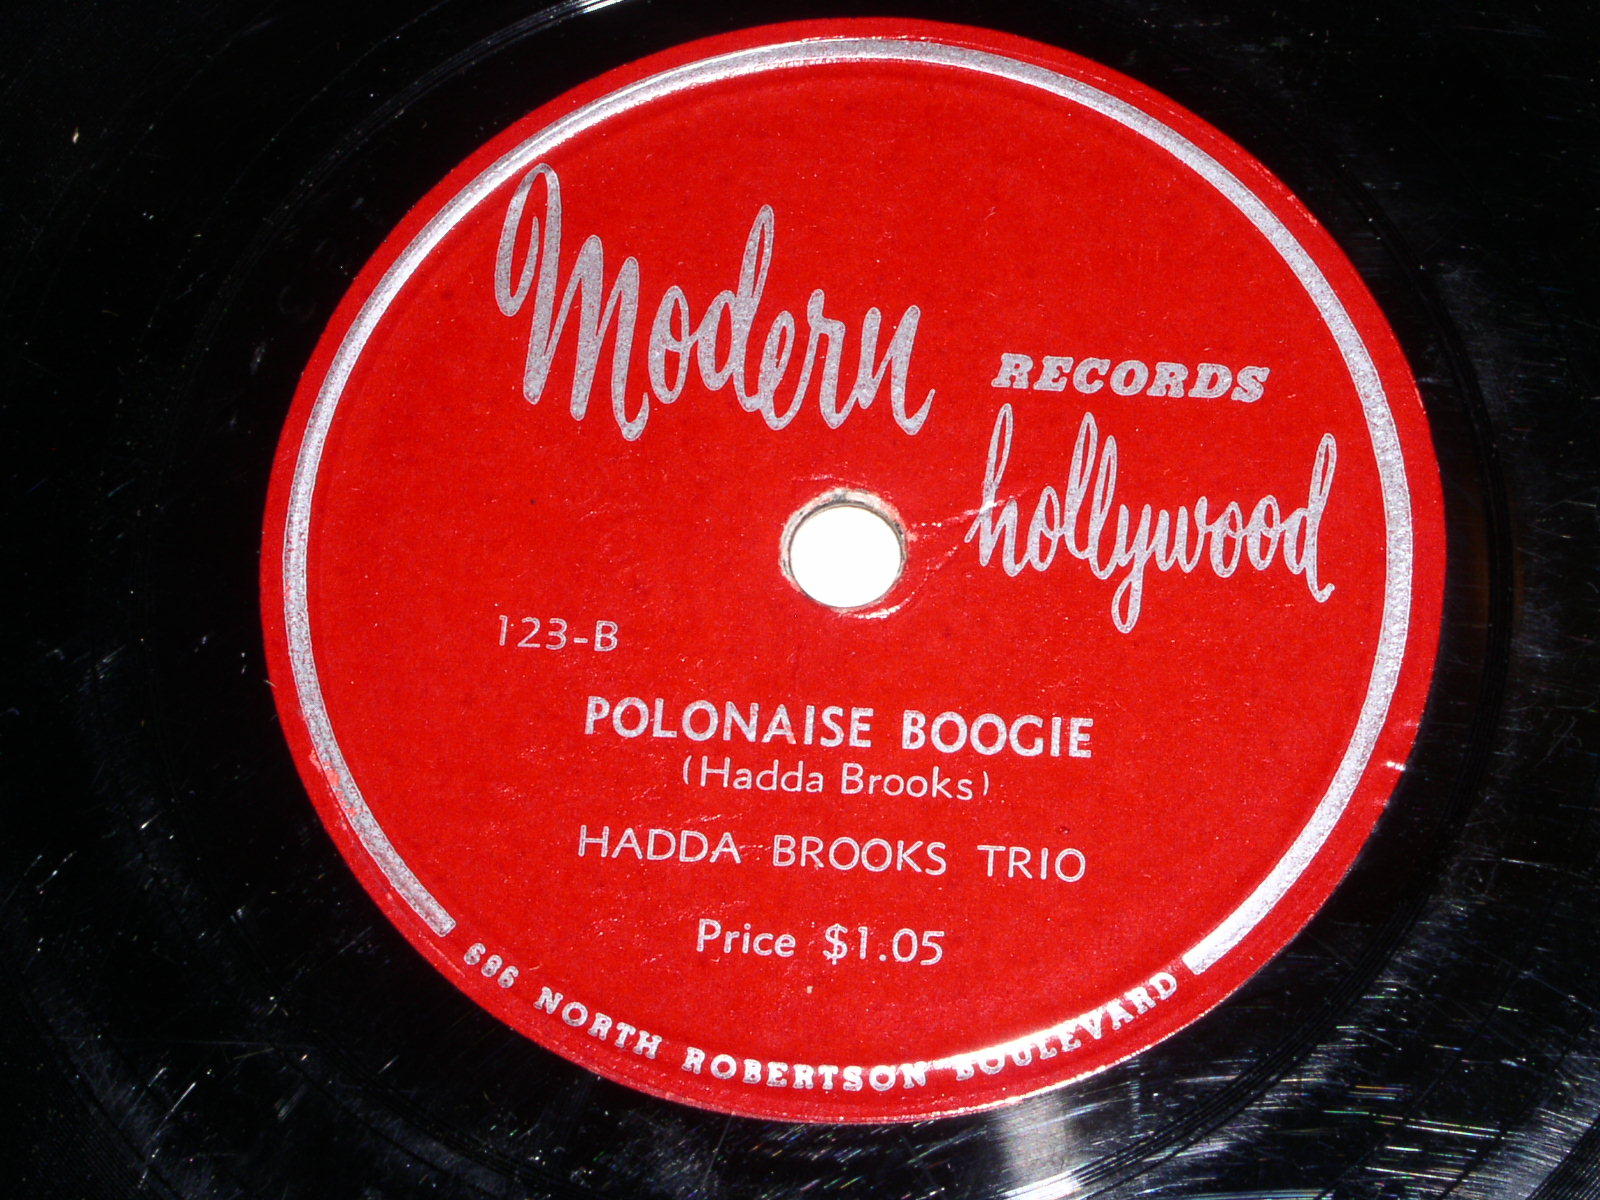 Modern
RECORDS
hollywood
123-B
POLONAISE BOOGIE
(Hadda Brooks)
HADDA BROOKS TRIO
Price $1.05
686 NORTH ROBERTSON BOULEVARD